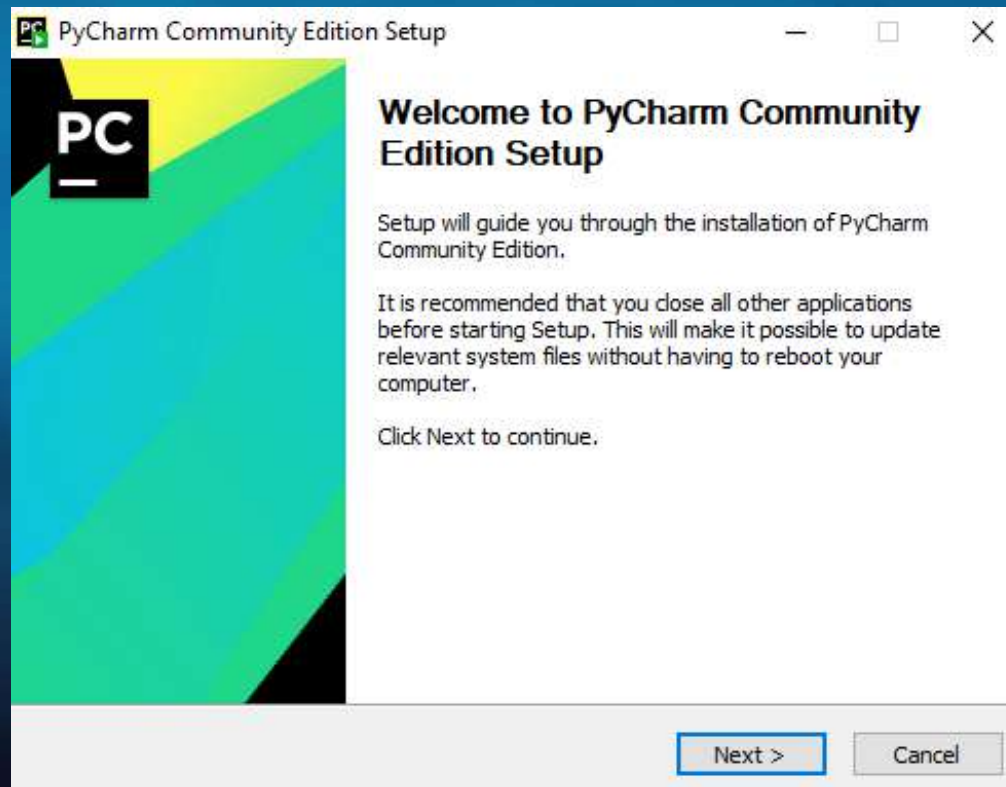 PyCharm Community Edition Setup
PC
Welcome to PyCharm Community
Edition Setup
Setup will guide you through the installation of PyCharm
Community Edition.
It is recommended that you close all other applications
before starting Setup. This will make it possible to update
relevant system files without having to reboot your
computer.
Click Next to continue.
Next >
Cancel